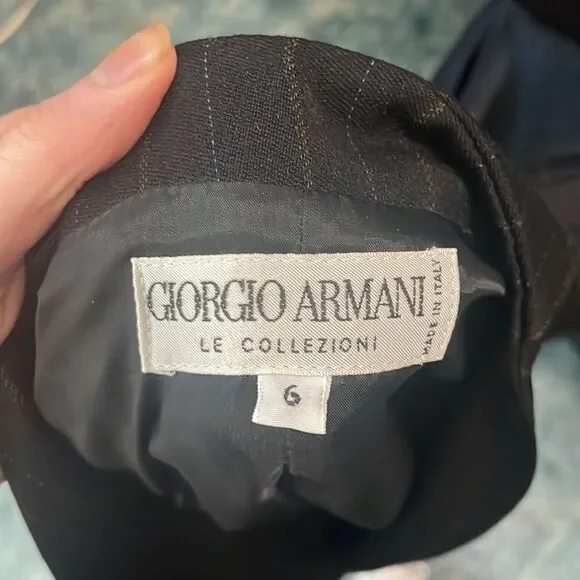 GIORGIO ARMANI
LE COLLEZIONI
MADE IN ITALY
6